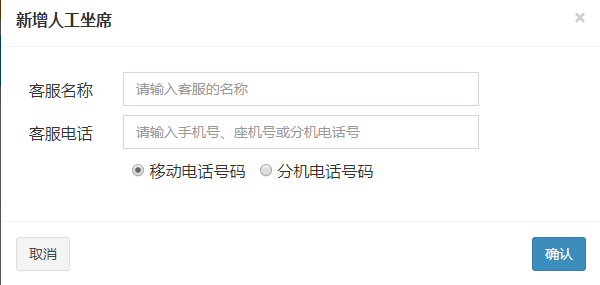 新增人工坐席 ×
客服名称 请输入客服的名称
客服电话 请输入手机号、座机号或分机电话号
移动电话号码 分机电话号码
取消 确认